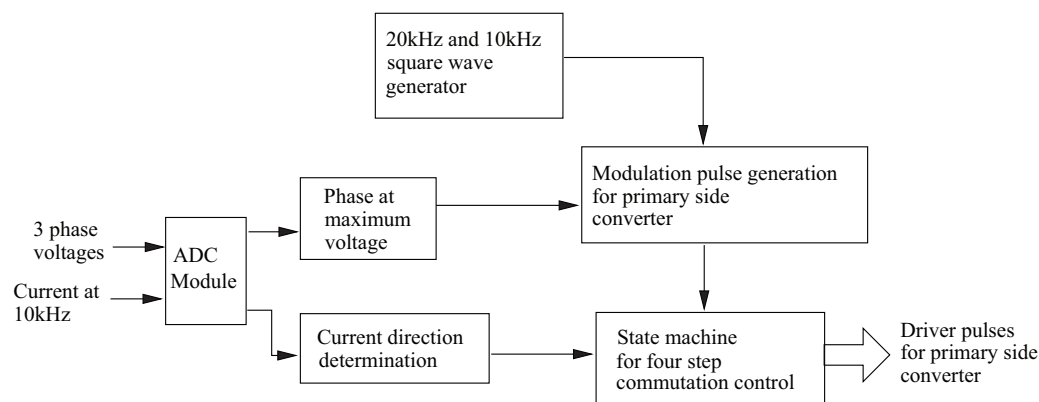 20kHz and 10kHz
square wave
generator
Modulation pulse generation
for primary side
converter
Phase at
maximum
voltage
3 phase
voltages
ADC
Module
Current at
10kHz
Current direction
determination
State machine
for four step
commutation control
Driver pulses
for primary side
converter